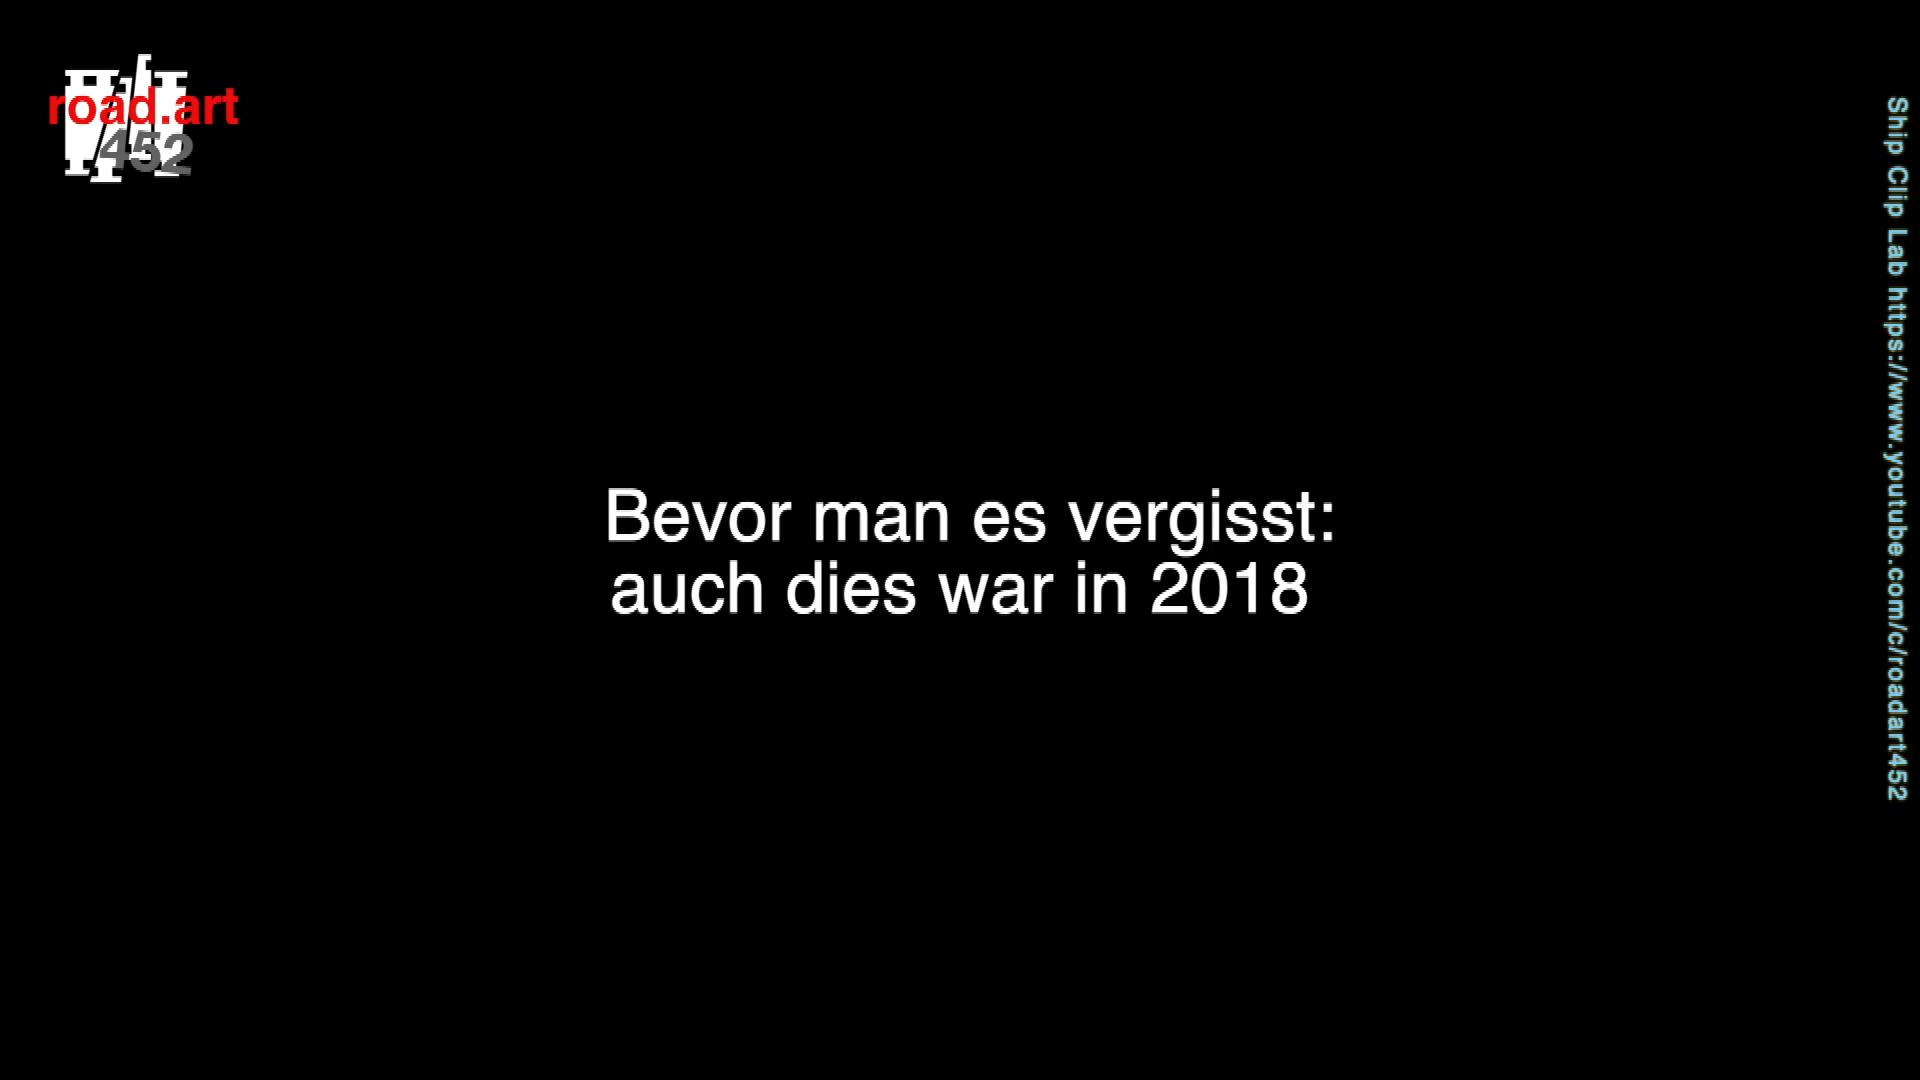 road.art
452
Bevor man es vergisst:
auch dies war in 2018
Ship Clip Lab https://www.youtube.com/c/roadart452